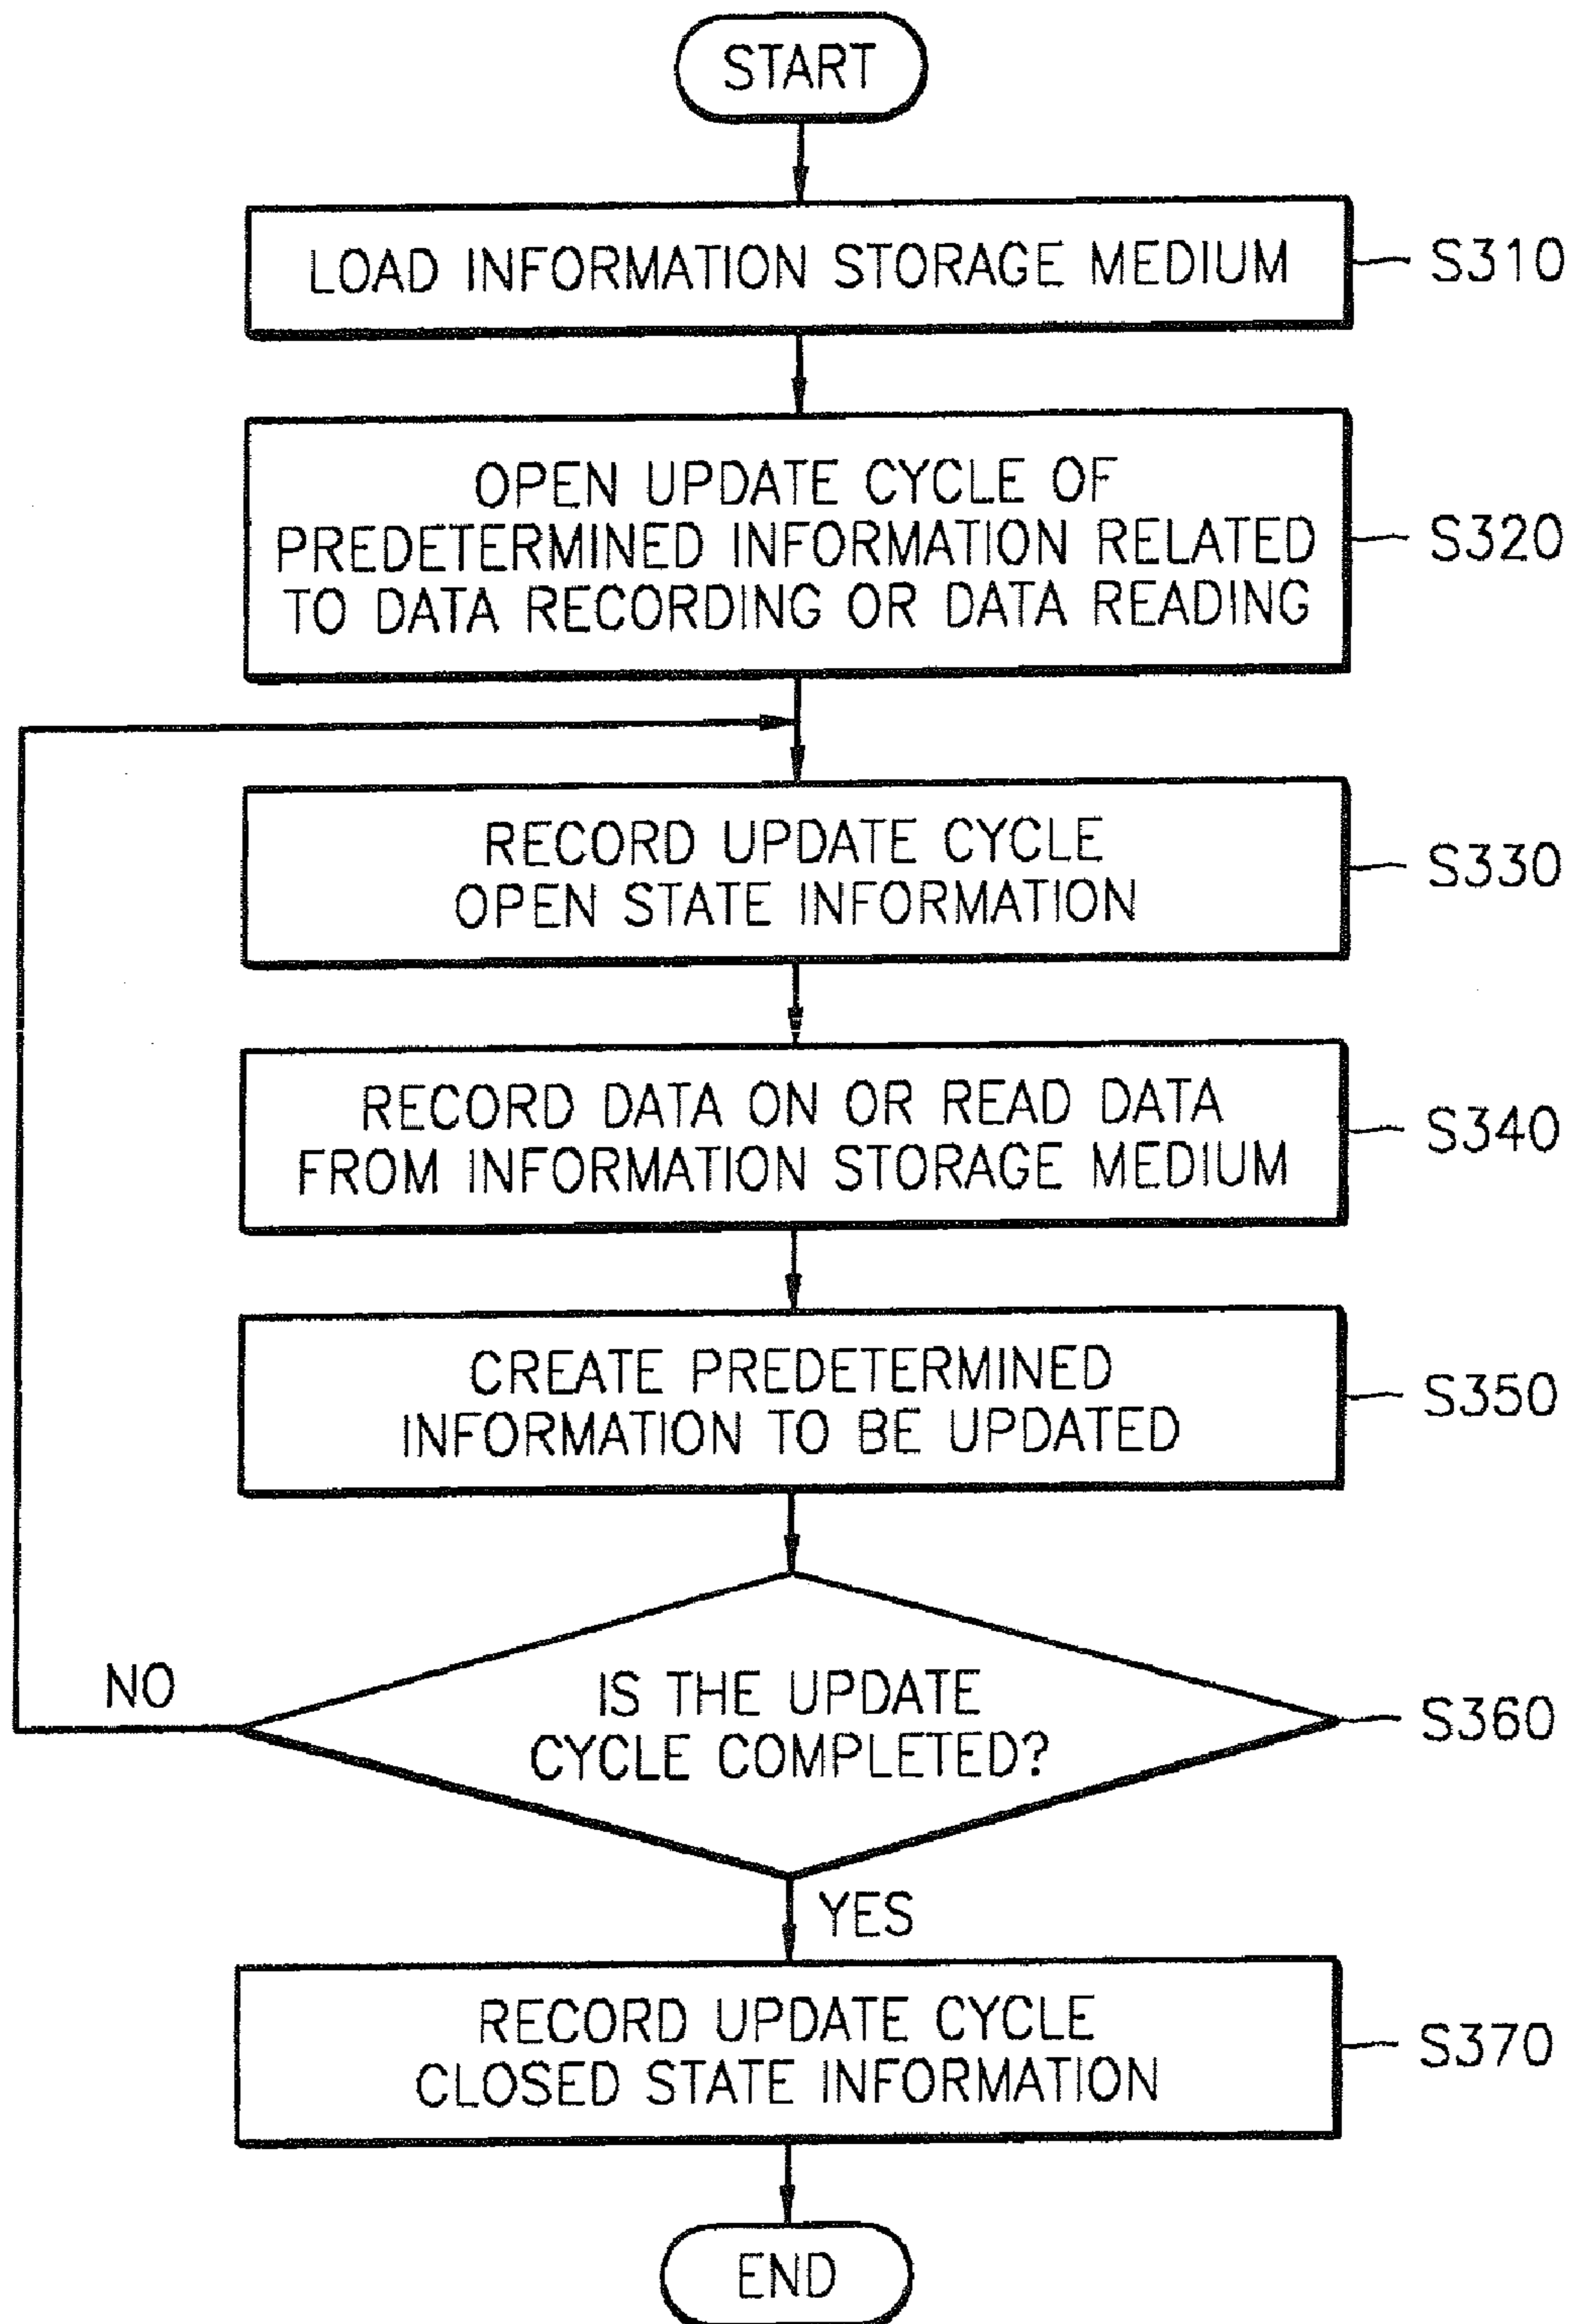 START
LOAD INFORMATION STORAGE MEDIUM
S310
OPEN UPDATE CYCLE OF
PREDETERMINED INFORMATION RELATED
TO DATA RECORDING OR DATA READING
S320
RECORD UPDATE CYCLE
OPEN STATE INFORMATION
S330
RECORD DATA ON OR READ DATA
FROM INFORMATION STORAGE MEDIUM
S340
CREATE PREDETERMINED
INFORMATION TO BE UPDATED
S350
NO
IS THE UPDATE
CYCLE COMPLETED?
S360
YES
RECORD UPDATE CYCLE
CLOSED STATE INFORMATION
S370
END